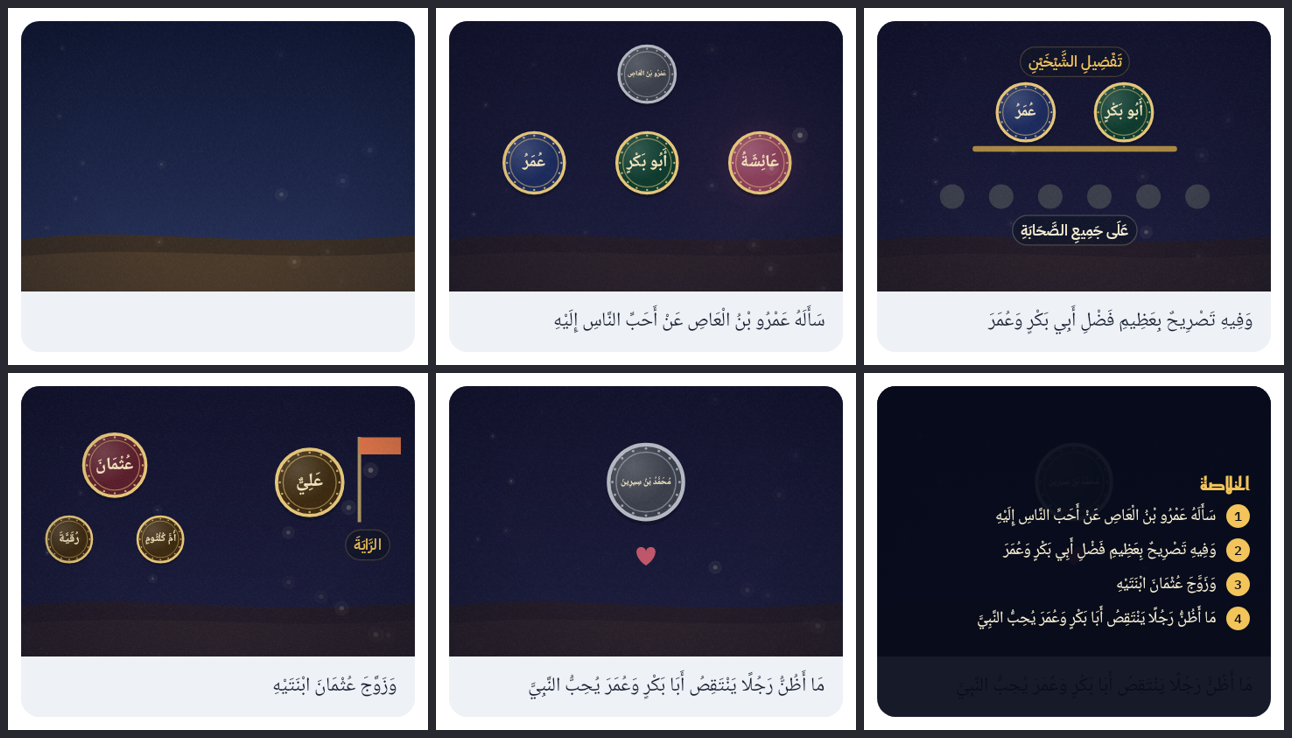 عَمْرُو بْنُ الْعَاصِ
عَائِشَةُ
أَبُو بَكْرٍ
عُمَرُ
سَأَلَهُ عَمْرُو بْنُ الْعَاصِ عَنْ أَحَبِّ النَّاسِ إِلَيْهِ
تَفْضِيلِ الشَّيْخَيْنِ
أَبُو بَكْرٍ
عُمَرُ
عَلَى جَمِيعِ الصَّحَابَةِ
وَفِيهِ تَصْرِيحٌ بِعَظِيمِ فَضْلِ أَبِي بَكْرٍ وَعُمَرَ
عُثْمَانَ
أُمَّ كُلْثُومٍ
رُقَيَّةَ
عَلِيٌّ
الرَّايَةَ
وَزَوَّجَ عُثْمَانَ ابْنَتَيْهِ
مُحَمَّدُ بْنُ سِيرِينَ
مَا أَظُنُّ رَجُلًا يَنْتَقِصُ أَبَا بَكْرٍ وَعُمَرَ يُحِبُّ النَّبِيَّ
الخلاصة
1 سَأَلَهُ عَمْرُو بْنُ الْعَاصِ عَنْ أَحَبِّ النَّاسِ إِلَيْهِ
2 وَفِيهِ تَصْرِيحٌ بِعَظِيمِ فَضْلِ أَبِي بَكْرٍ وَعُمَرَ
3 وَزَوَّجَ عُثْمَانَ ابْنَتَيْهِ
4 مَا أَظُنُّ رَجُلًا يَنْتَقِصُ أَبَا بَكْرٍ وَعُمَرَ يُحِبُّ النَّبِيَّ
مَا أَظُنُّ رَجُلًا يَنْتَقِصُ أَبَا بَكْرٍ وَعُمَرَ يُحِبُّ النَّبِيَّ